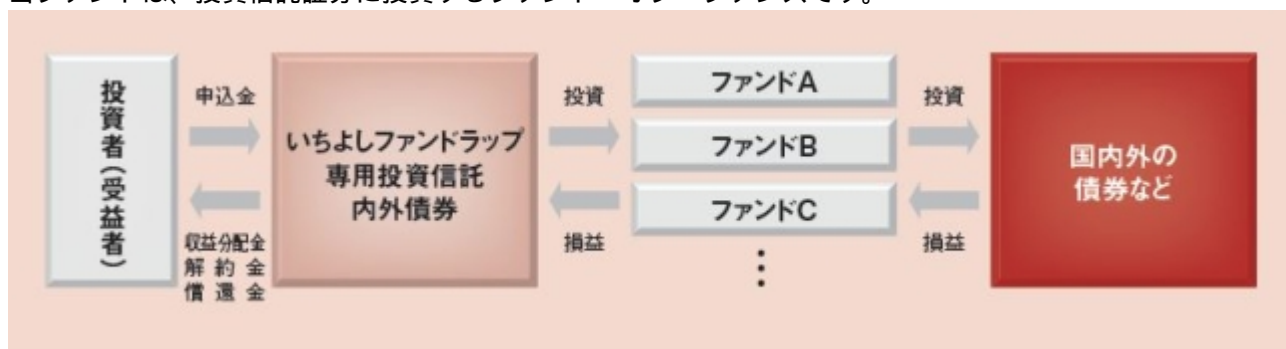 当ファンドは、投資信託証券に投資するファンド・オブ・ファンズです。
投資者（受益者）
申込金
収益分配金
解約金
償還金
いちよしファンドラップ
専用投資信託
内外債券
投資
損益
ファンドA
ファンドB
ファンドC
⋮
投資
損益
国内外の
債券など